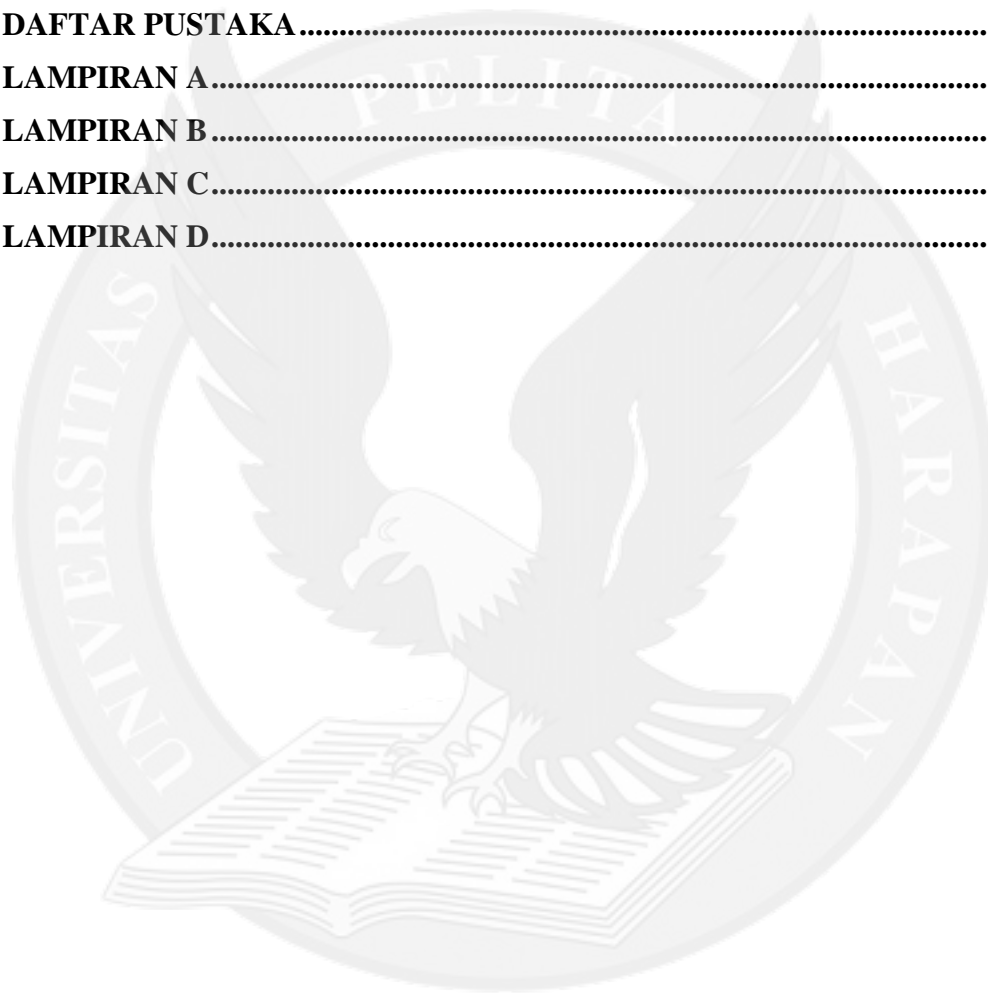 DAFTAR PUSTAKA........................................................................................
LAMPIRAN A...................................................................................................
LAMPIRAN B...................................................................................................
LAMPIRAN C...................................................................................................
LAMPIRAN D...................................................................................................
UNIVERSITAS PELITA HARAPAN